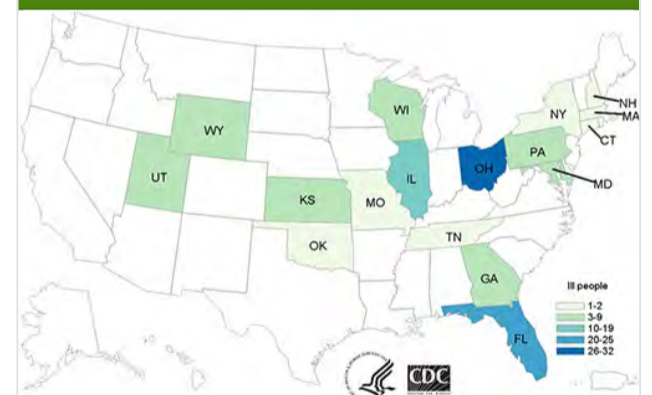 NH
NY
MA
WI
CT
WY
PA
OH
IL
UT
MD
KS
MO
TN
OK
GA
Ill people
1-2
3-9
10-19
20-25
26-32
FL
CDC